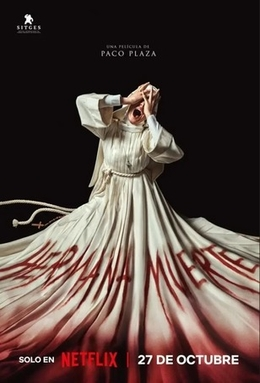 SITGES
UNA PELÍCULA DE
PACO PLAZA
HERMANA MUERTE
SOLO EN NETFLIX | 27 DE OCTUBRE